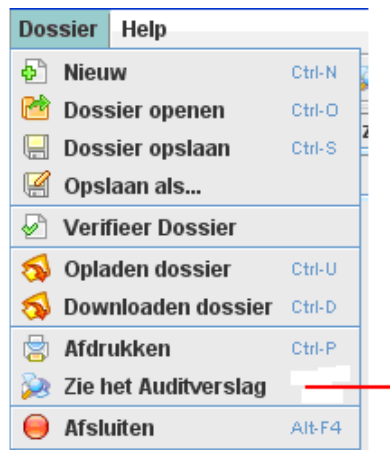 Dossier Help
Nieuw Ctrl-N
Dossier openen Ctrl-O
Dossier opslaan Ctrl-S
Opslaan als...
Verifieer Dossier
Opladen dossier Ctrl-U
Downloaden dossier Ctrl-D
Afdrukken Ctrl-P
Zie het Auditverslag
Afsluiten Alt-F4